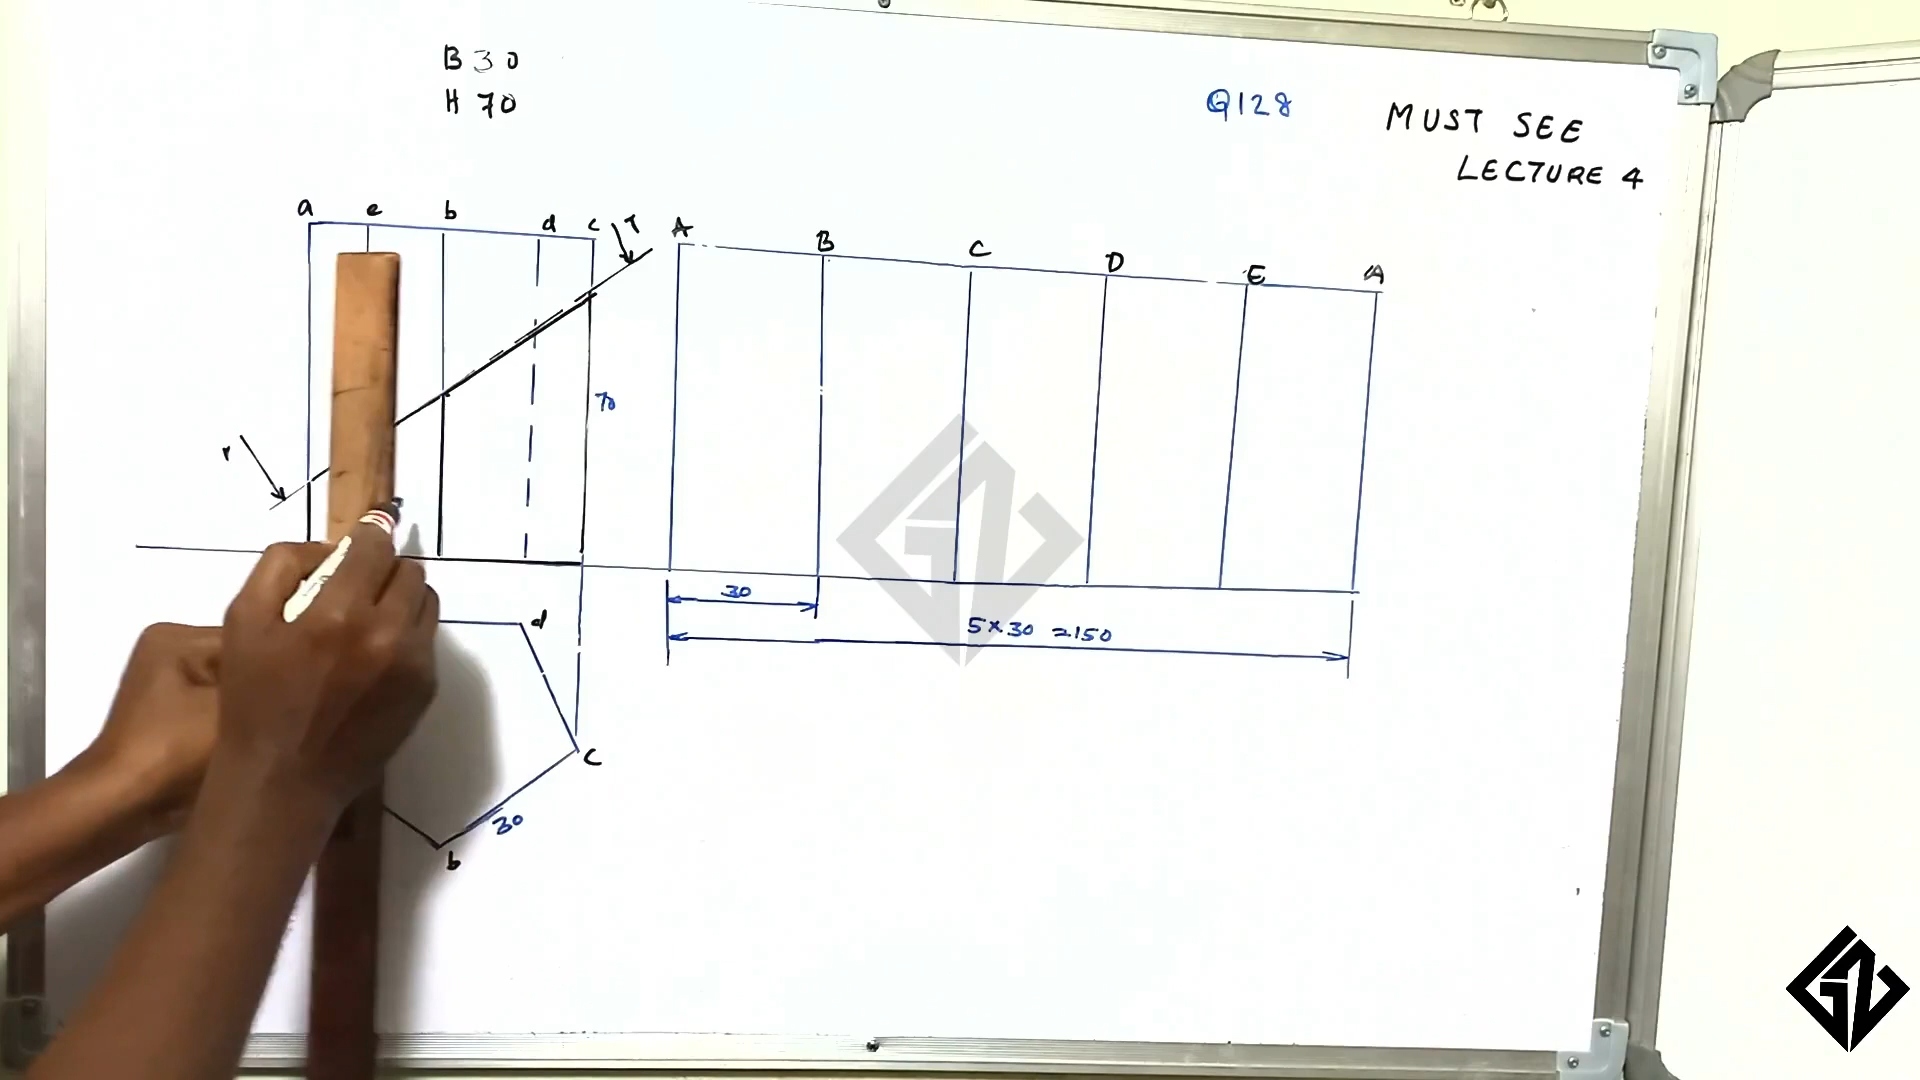 B 30
H 70
Q128
MUST SEE
LECTURE 4
a e b d c T
A B C D E A
70
T
30
5×30 =150
d
c
30
b